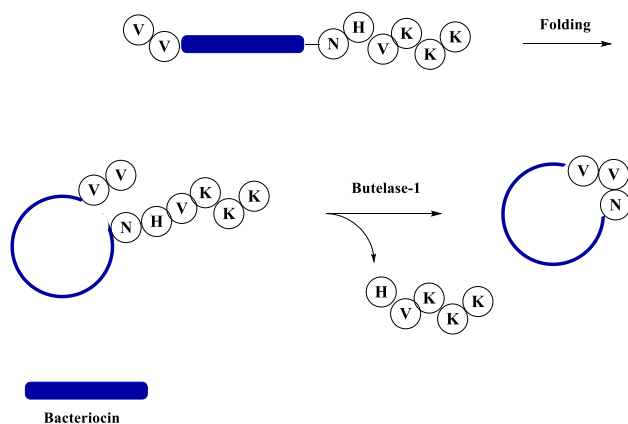 V V N H V K K K
Folding
V V N H V K K K
Butelase-1
V V N
H V K K K
Bacteriocin